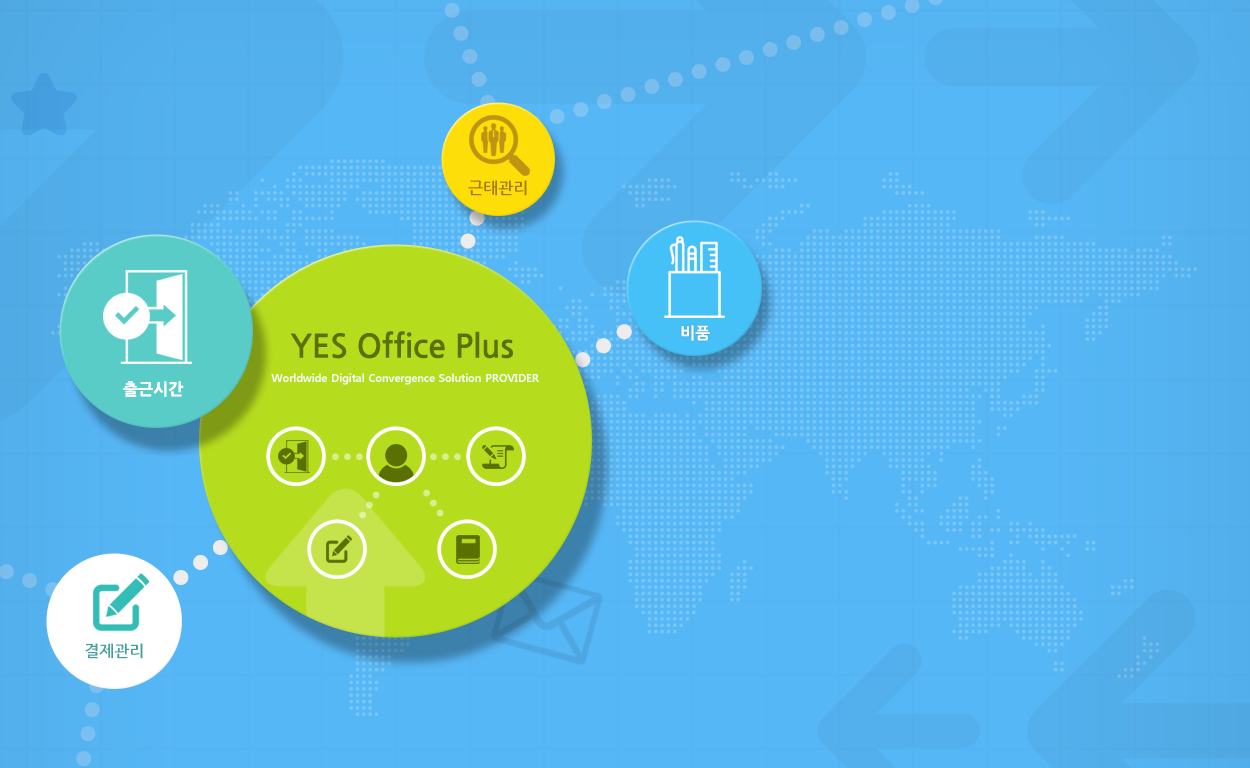 근태관리
비품
YES Office Plus
Worldwide Digital Convergence Solution PROVIDER
출근시간
결제관리